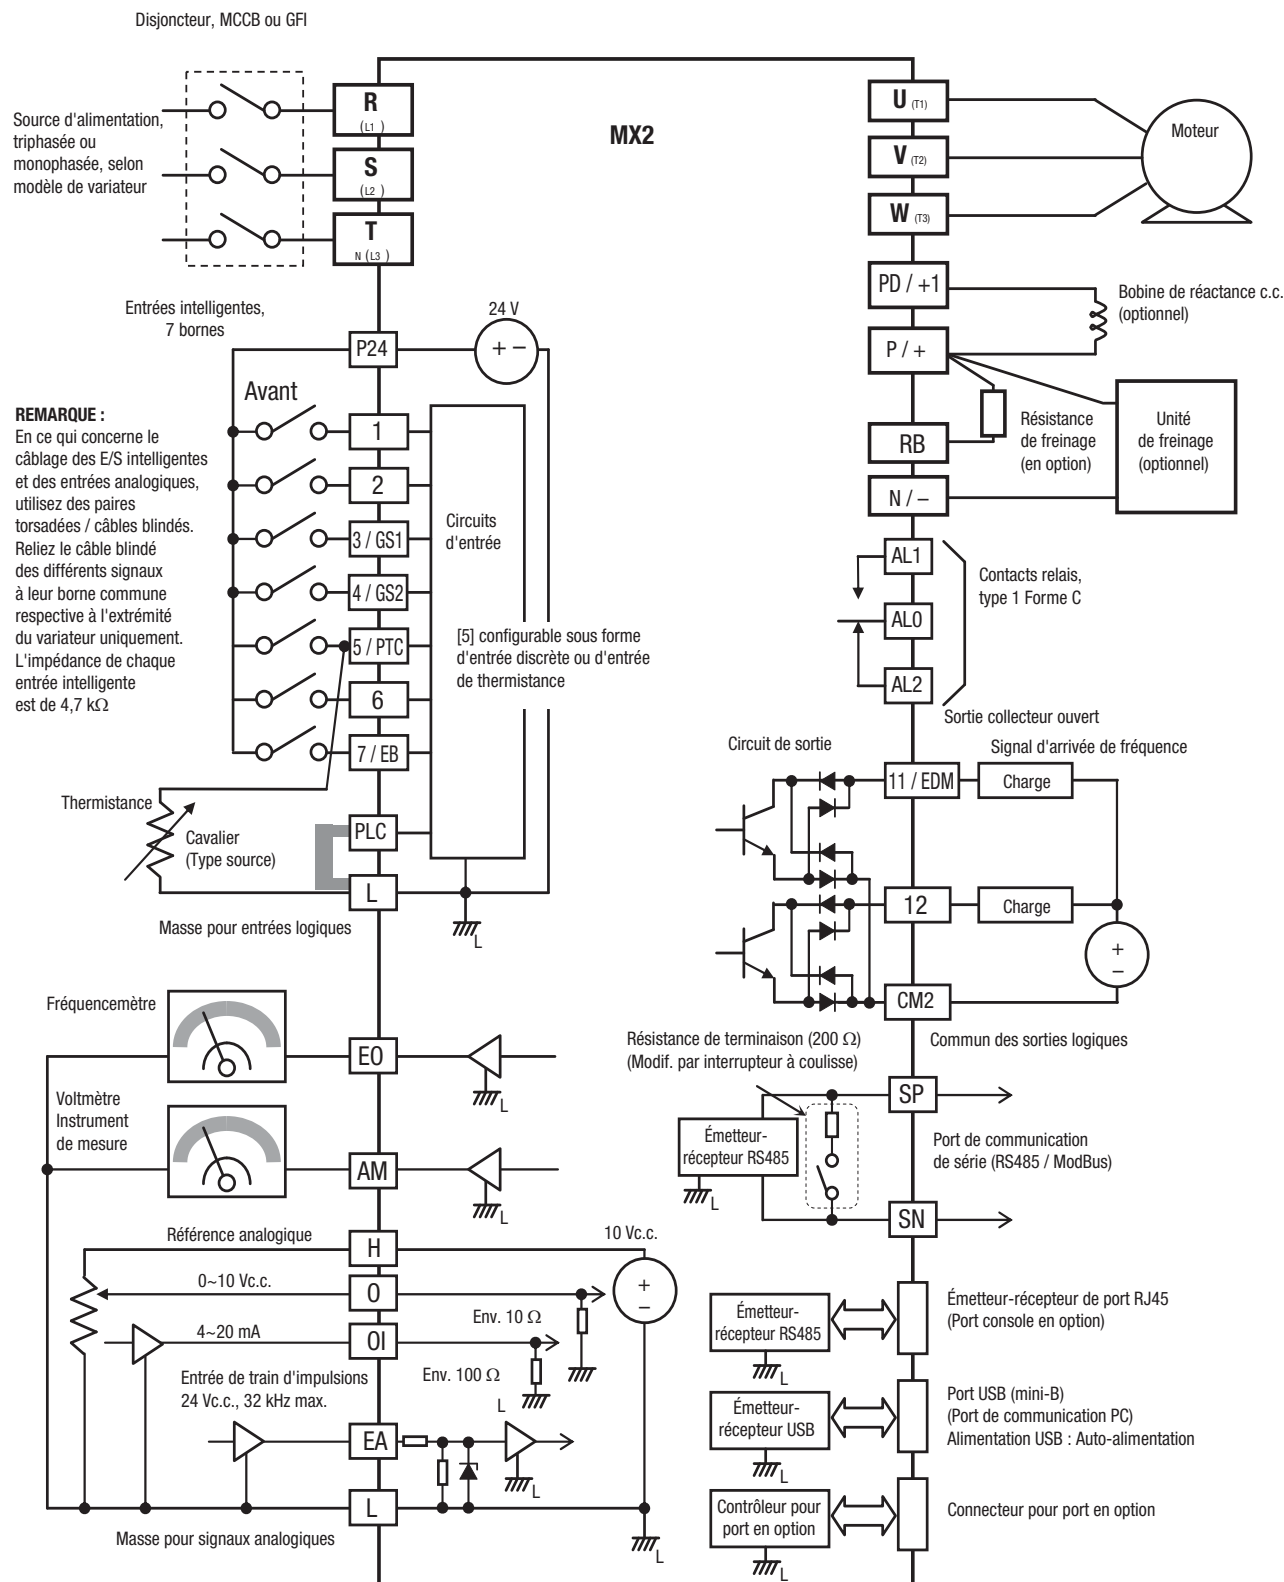 Disjoncteur, MCCB ou GFI
Source d'alimentation,
triphasée ou
monophasée, selon
modèle de variateur
R
(L1 )
S
(L2 )
T
N (L3 )
MX2
U (T1)
V (T2)
W (T3)
Moteur
PD / +1
P / +
RB
N / –
Bobine de réactance c.c.
(optionnel)
Résistance
de freinage
(en option)
Unité
de freinage
(optionnel)
Entrées intelligentes,
7 bornes
24 V
P24
+ –
Avant
REMARQUE :
En ce qui concerne le
câblage des E/S intelligentes
et des entrées analogiques,
utilisez des paires
torsadées / câbles blindés.
Reliez le câble blindé
des différents signaux
à leur borne commune
respective à l'extrémité
du variateur uniquement.
L'impédance de chaque
entrée intelligente
est de 4,7 kΩ
1
2
3 / GS1
4 / GS2
5 / PTC
6
7 / EB
PLC
L
Circuits
d'entrée
[5] configurable sous forme
d'entrée discrète ou d'entrée
de thermistance
Thermistance
Cavalier
(Type source)
L
Masse pour entrées logiques
AL1
AL0
AL2
Contacts relais,
type 1 Forme C
Sortie collecteur ouvert
Circuit de sortie
Signal d'arrivée de fréquence
11 / EDM
Charge
12
Charge
+
–
CM2
Commun des sorties logiques
Fréquencemètre
EO
L
Voltmètre
Instrument
de mesure
AM
L
Résistance de terminaison (200 Ω)
(Modif. par interrupteur à coulisse)
SP
Émetteur-
récepteur RS485
L
Port de communication
de série (RS485 / ModBus)
SN
Référence analogique
H
10 Vc.c.
0~10 Vc.c.
O
+
–
Env. 10 Ω
4~20 mA
OI
Env. 100 Ω
L
Entrée de train d'impulsions
24 Vc.c., 32 kHz max.
EA
L
L
L
Masse pour signaux analogiques
Émetteur-
récepteur RS485
L
Émetteur-récepteur de port RJ45
(Port console en option)
Émetteur-
récepteur USB
L
Port USB (mini-B)
(Port de communication PC)
Alimentation USB : Auto-alimentation
Contrôleur pour
port en option
L
Connecteur pour port en option